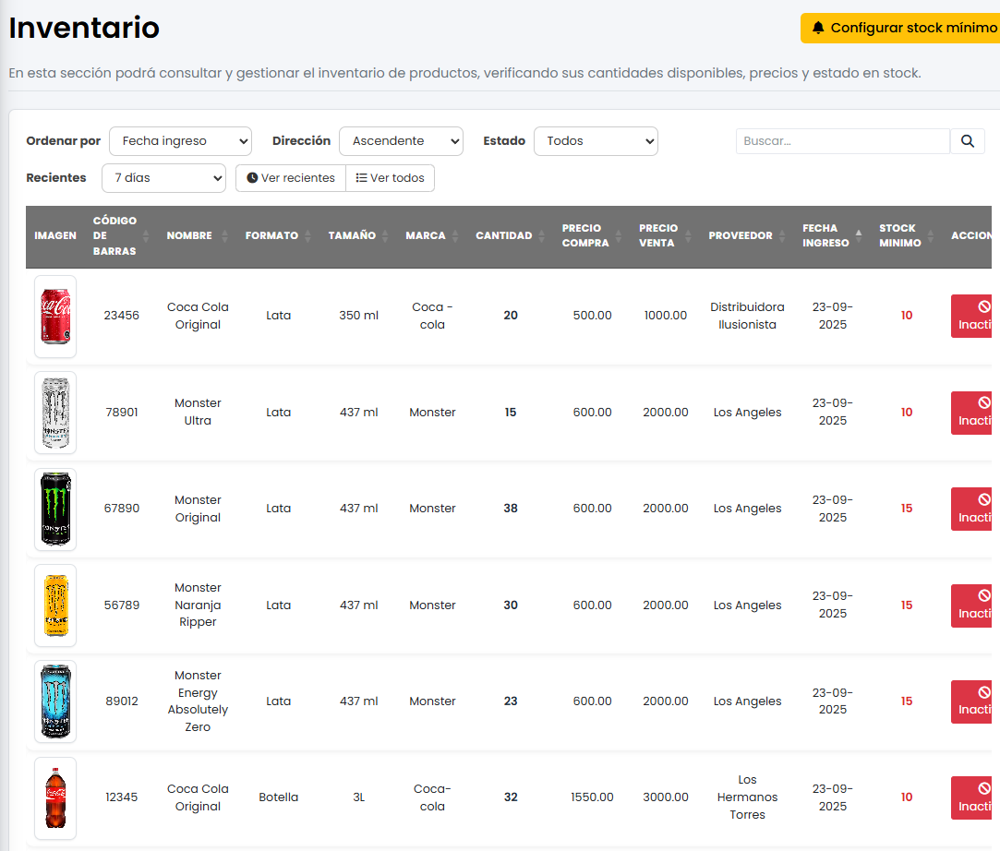 Inventario
Configurar stock mínimo
En esta sección podrá consultar y gestionar el inventario de productos, verificando sus cantidades disponibles, precios y estado en stock.
Ordenar por Fecha ingreso Dirección Ascendente Estado Todos Buscar...
Recientes 7 días Ver recientes Ver todos
IMAGEN CÓDIGO DE BARRAS NOMBRE FORMATO TAMAÑO MARCA CANTIDAD PRECIO COMPRA PRECIO VENTA PROVEEDOR FECHA INGRESO STOCK MINIMO ACCION
23456 Coca Cola Original Lata 350 ml Coca - cola 20 500.00 1000.00 Distribuidora Ilusionista 23-09-2025 10 Inacti
78901 Monster Ultra Lata 437 ml Monster 15 600.00 2000.00 Los Angeles 23-09-2025 10 Inacti
67890 Monster Original Lata 437 ml Monster 38 600.00 2000.00 Los Angeles 23-09-2025 15 Inacti
56789 Monster Naranja Ripper Lata 437 ml Monster 30 600.00 2000.00 Los Angeles 23-09-2025 15 Inacti
89012 Monster Energy Absolutely Zero Lata 437 ml Monster 23 600.00 2000.00 Los Angeles 23-09-2025 15 Inacti
12345 Coca Cola Original Botella 3L Coca-cola 32 1550.00 3000.00 Los Hermanos Torres 23-09-2025 10 Inacti